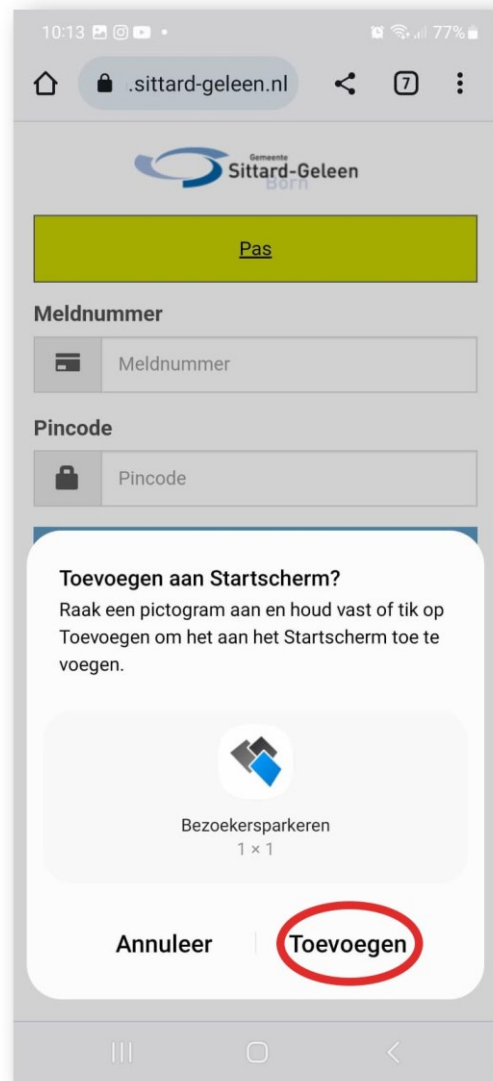 10:13 77%
.sittard-geleen.nl 7
Gemeente
Sittard-Geleen
Born
Pas
Meldnummer
Meldnummer
Pincode
Pincode
Toevoegen aan Startscherm?
Raak een pictogram aan en houd vast of tik op
Toevoegen om het aan het Startscherm toe te
voegen.
Bezoekersparkeren
1 × 1
Annuleer Toevoegen